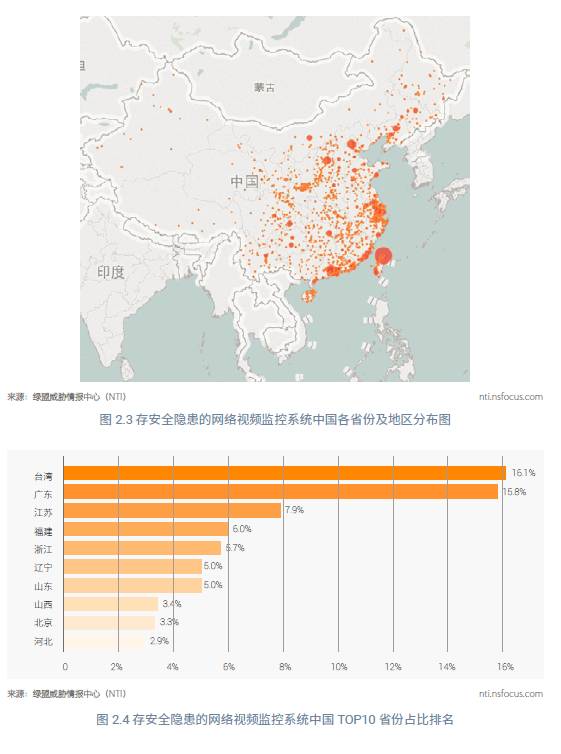 蒙古
中国
印度
来源：绿盟威胁情报中心（NTI）
nti.nsfocus.com
图 2.3 存安全隐患的网络视频监控系统中国各省份及地区分布图
台湾 16.1%
广东 15.8%
江苏 7.9%
福建 6.0%
浙江 5.7%
辽宁 5.0%
山东 5.0%
山西 3.4%
北京 3.3%
河北 2.9%
0 2% 4% 6% 8% 10% 12% 14% 16%
来源：绿盟威胁情报中心（NTI）
nti.nsfocus.com
图 2.4 存安全隐患的网络视频监控系统中国 TOP10 省份占比排名